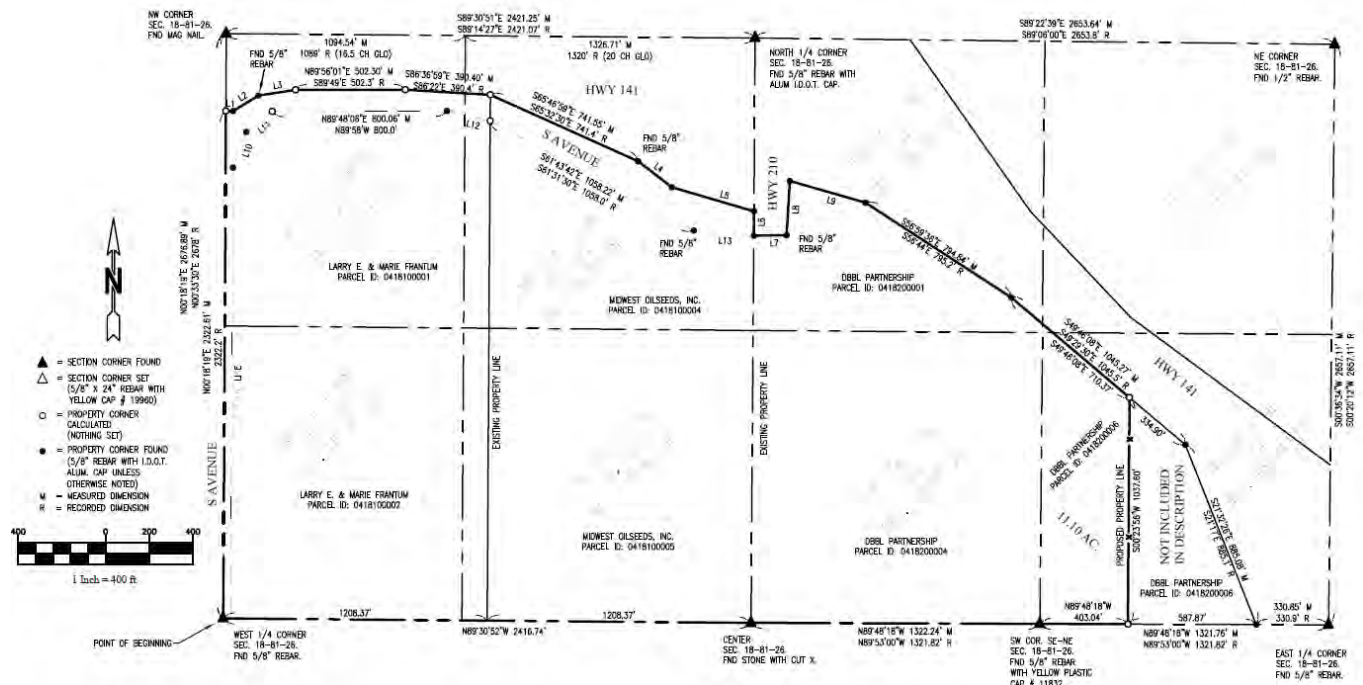 NW CORNER
SEC. 18-81-26.
FND MAG NAIL.
S89°30'51"E 2421.25' M
S89°14'27"E 2421.07' R
1094.54' M
1089' R (16.5 CH GLO)
1326.71' M
1320' R (20 CH GLO)
S89°22'39"E 2653.64' M
S89°06'00"E 2653.8' R
NORTH 1/4 CORNER
SEC. 18-81-26.
FND 5/8" REBAR WITH
ALUM I.D.O.T. CAP.
NE CORNER
SEC. 18-81-26.
FND 1/2" REBAR.
FND 5/8"
REBAR
L2
L3
N89°56'01"E 502.30' M
S89°49'E 502.3' R
S86°36'59"E 390.40' M
S86°22'E 390.4' R
HWY 141
L10
L11
N89°48'08"E 800.06' M
N89°58'W 800.0'
L12
S65°46'59"E 741.55' M
S65°32'30"E 741.4' R
S AVENUE
S61°43'42"E 1058.22' M
S61°31'30"E 1058.0'
FND 5/8"
REBAR
L4
L5
L6
L7
L8
L9
HWY 210
FND 5/8"
REBAR
L13
FND 5/8"
REBAR
S56°59'36"E 794.64' M
S56°44'E 795.2' R
N00°18'19"E 2676.89' M
N00°33'30"E 2678' R
N00°18'19"E 2322.61' M
2322.2' R
LARRY E. & MARIE FRANTUM
PARCEL ID: 0418100001
MIDWEST OILSEEDS, INC.
PARCEL ID: 0418100004
DBBL PARTNERSHIP
PARCEL ID: 0418200001
S49°46'08"E 1045.27' M
S49°29'30"E 1045.5' R
S49°46'08"E 710.37'
HWY 141
S00°36'34"W 2657.11' M
S00°20'12"W 2657.11' R
N
= SECTION CORNER FOUND
= SECTION CORNER SET
(5/8" X 24" REBAR WITH
YELLOW CAP # 19960)
= PROPERTY CORNER
CALCULATED
(NOTHING SET)
= PROPERTY CORNER FOUND
(5/8" REBAR WITH I.D.O.T.
ALUM. CAP UNLESS
OTHERWISE NOTED)
M = MEASURED DIMENSION
R = RECORDED DIMENSION
400 0 200 400
1 Inch = 400 ft
S AVENUE
EXISTING PROPERTY LINE
EXISTING PROPERTY LINE
LARRY E. & MARIE FRANTUM
PARCEL ID: 0418100002
MIDWEST OILSEEDS, INC.
PARCEL ID: 0418100005
DBBL PARTNERSHIP
PARCEL ID: 0418200004
DBBL PARTNERSHIP
PARCEL ID: 0418200006
11.10 AC.
PROPOSED PROPERTY LINE
S00°23'56"W 1037.60'
334.90'
NOT INCLUDED
IN DESCRIPTION
S21°32'26"E 885.08' M
S21°17'E 885.1' R
DBBL PARTNERSHIP
PARCEL ID: 0418200006
POINT OF BEGINNING
WEST 1/4 CORNER
SEC. 18-81-26.
FND 5/8" REBAR.
1208.37'
N89°30'52"W 2416.74'
1208.37'
CENTER
SEC. 18-81-26.
FND STONE WITH CUT X.
N89°48'18"W 1322.24' M
N89°53'00"W 1321.82' R
SW COR. SE-NE
SEC. 18-81-26.
FND 5/8" REBAR
WITH YELLOW PLASTIC
CAP # 11832
N89°48'18"W
403.04'
587.87'
330.85' M
330.9' R
N89°48'18"W 1321.76' M
N89°53'00"W 1321.82' R
EAST 1/4 CORNER
SEC. 18-81-26.
FND 5/8" REBAR.